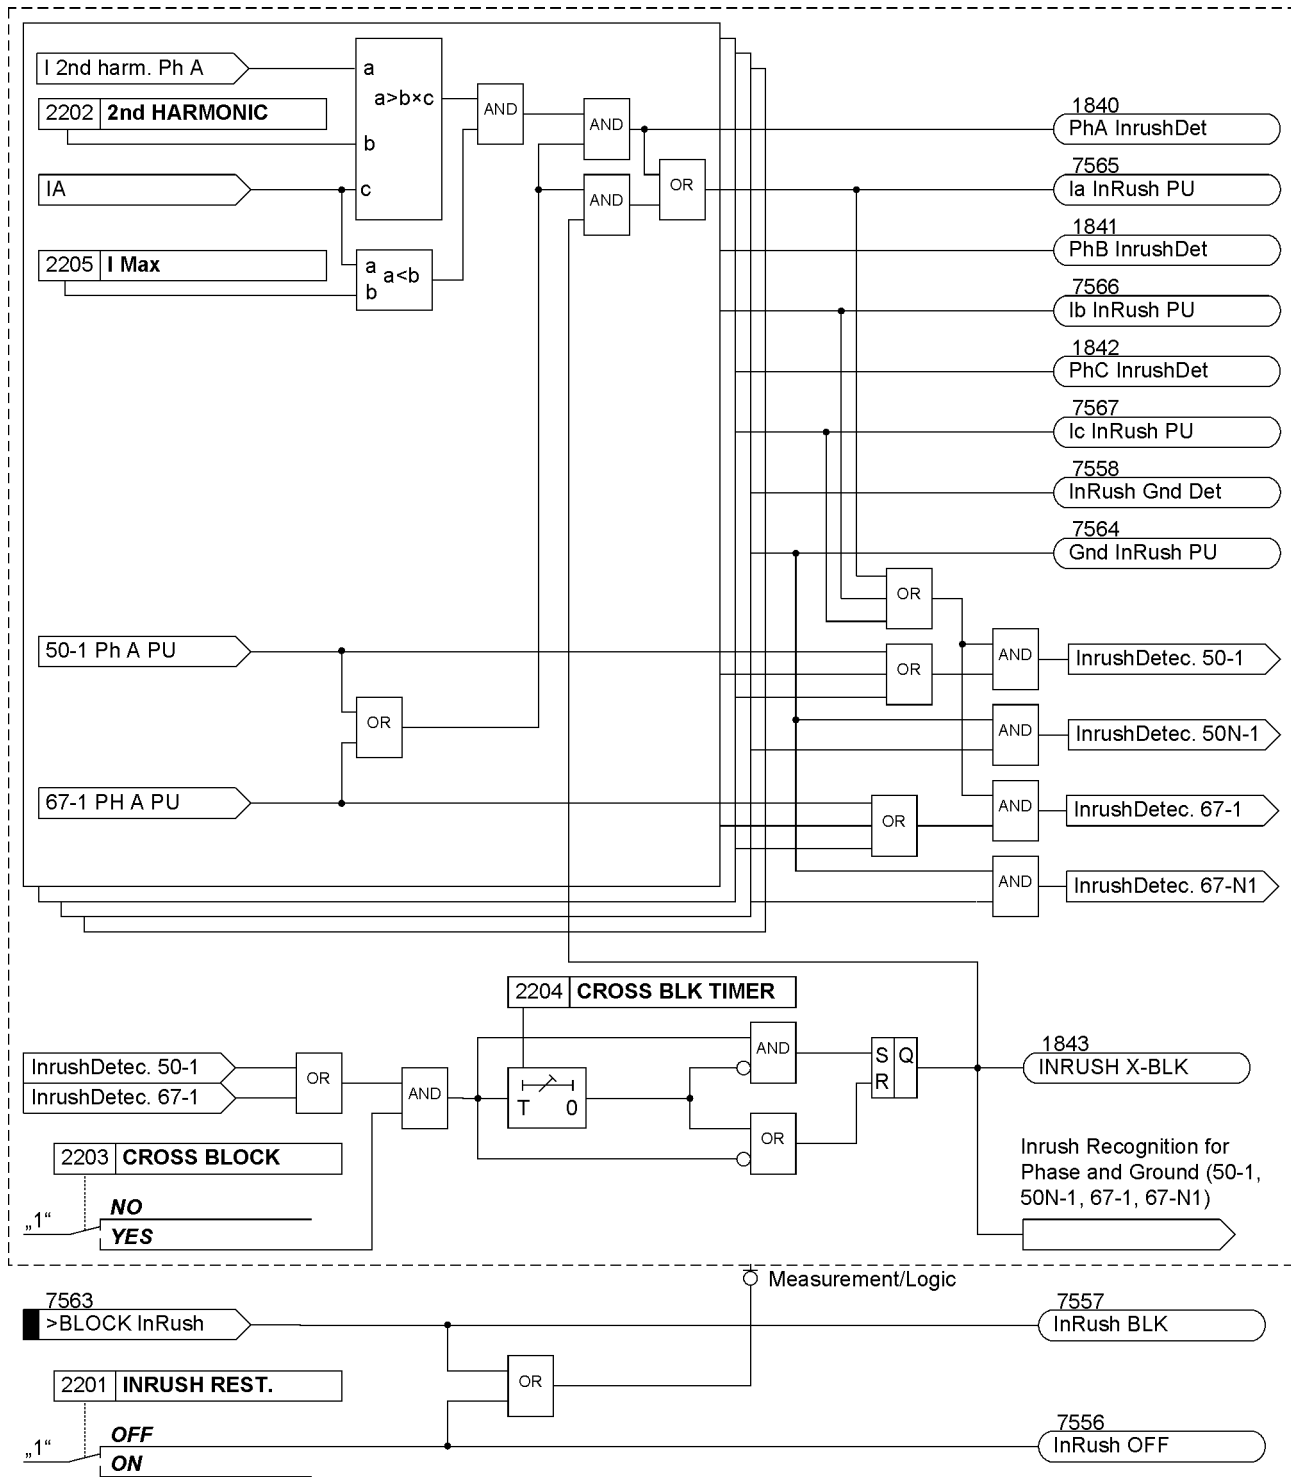 I 2nd harm. Ph A
2202 2nd HARMONIC
IA
2205 I Max
a
a>b×c
b
c
a
a<b
b
AND
AND
AND
OR
1840
PhA InrushDet
7565
Ia InRush PU
1841
PhB InrushDet
7566
Ib InRush PU
1842
PhC InrushDet
7567
Ic InRush PU
7558
InRush Gnd Det
7564
Gnd InRush PU
50-1 Ph A PU
OR
67-1 PH A PU
OR
OR
AND
InrushDetec. 50-1
AND
InrushDetec. 50N-1
OR
AND
InrushDetec. 67-1
AND
InrushDetec. 67-N1
2204 CROSS BLK TIMER
InrushDetec. 50-1
InrushDetec. 67-1
OR
AND
T 0
AND
OR
S Q
R
1843
INRUSH X-BLK
2203 CROSS BLOCK
„1“
NO
YES
Inrush Recognition for
Phase and Ground (50-1,
50N-1, 67-1, 67-N1)
Measurement/Logic
7563
>BLOCK InRush
7557
InRush BLK
2201 INRUSH REST.
OR
„1“
OFF
ON
7556
InRush OFF